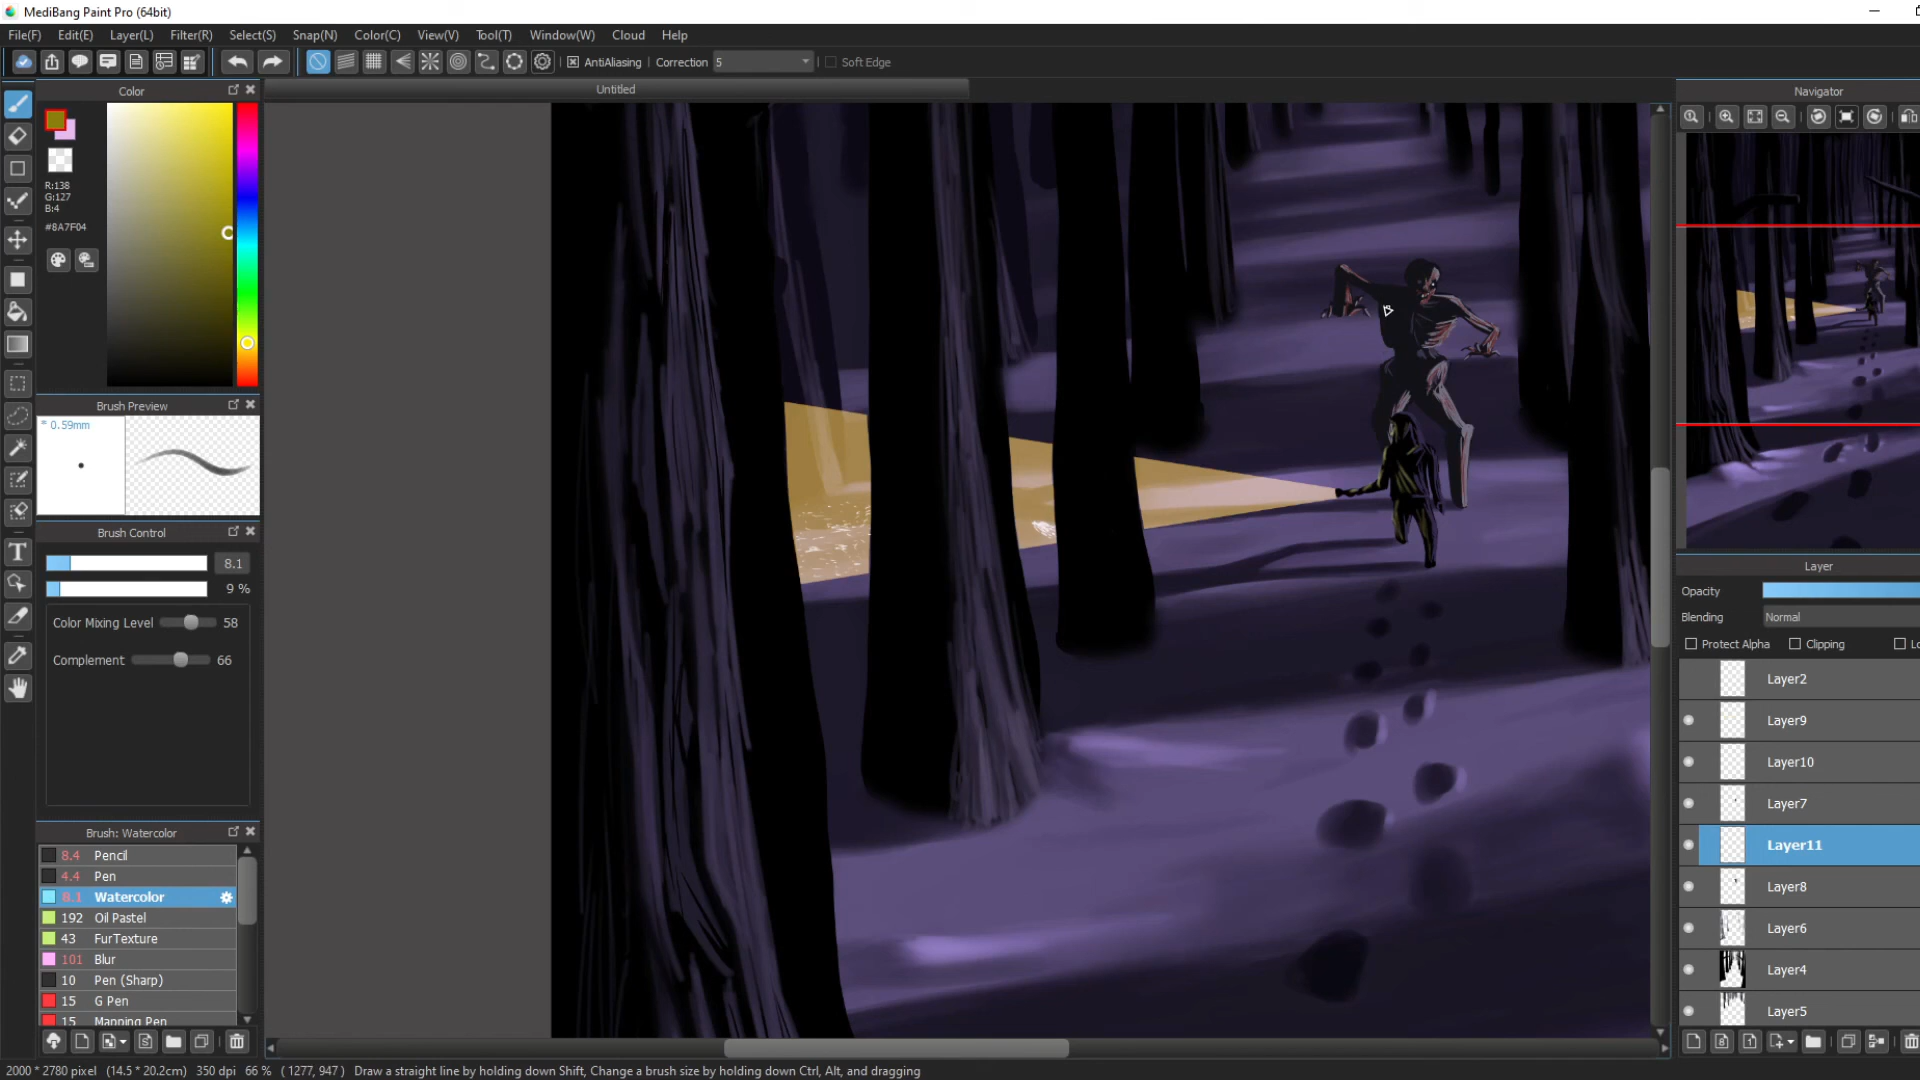 MediBang Paint Pro (64bit)
File(F) Edit(E) Layer(L) Filter(R) Select(S) Snap(N) Color(C) View(V) Tool(T) Window(W) Cloud Help
AntiAliasing Correction 5 Soft Edge
Color
Untitled
Navigator
R:138
G:127
B:4
#8A7F04
Brush Preview
* 0.59mm
Brush Control
8.1
9 %
Color Mixing Level 58
Complement 66
Brush: Watercolor
8.4 Pencil
4.4 Pen
8.1 Watercolor
192 Oil Pastel
43 FurTexture
101 Blur
10 Pen (Sharp)
15 G Pen
15 Mapping Pen
Layer
Opacity
Blending Normal
Protect Alpha Clipping
Layer2
Layer9
Layer10
Layer7
Layer11
Layer8
Layer6
Layer4
Layer5
2000 * 2780 pixel (14.5 * 20.2cm) 350 dpi 66 % ( 1277, 947 ) Draw a straight line by holding down Shift, Change a brush size by holding down Ctrl, Alt, and dragging